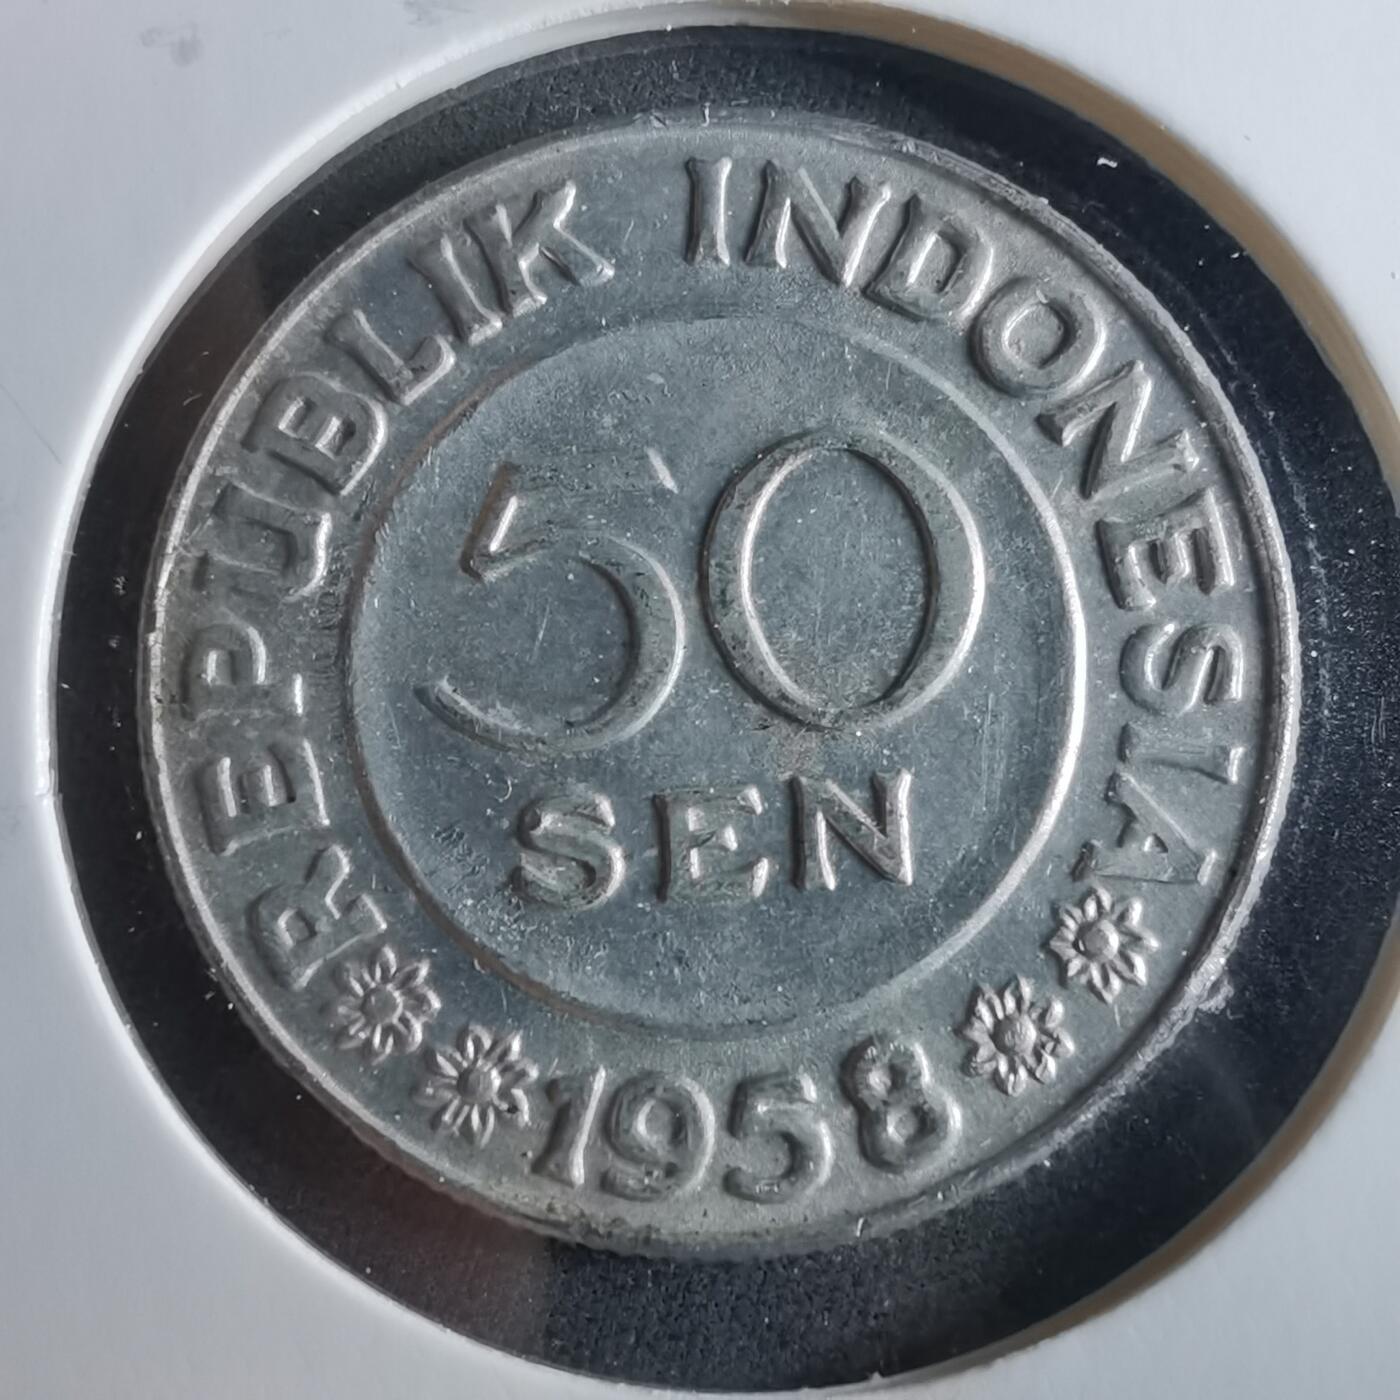 REPUBLIK INDONESIA
50
SEN
1958